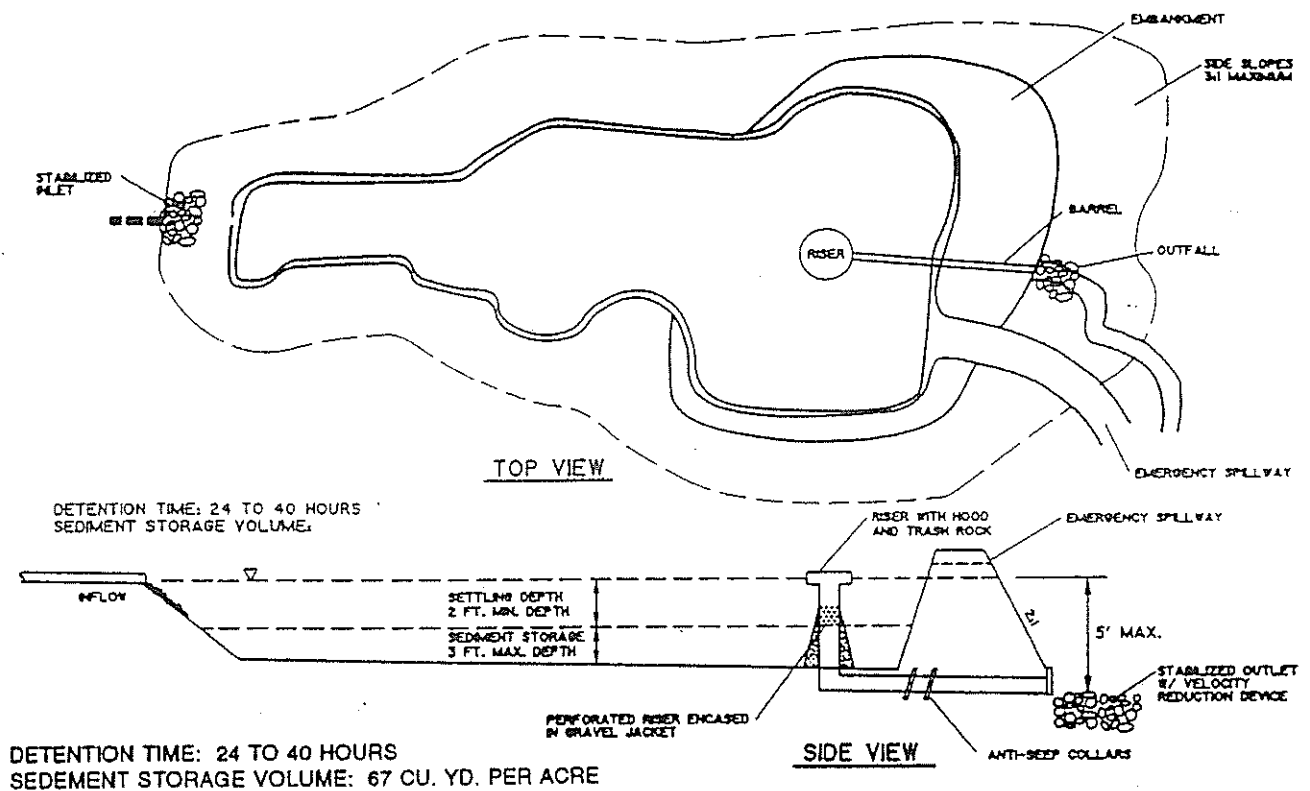 EMBANKMENT
SIDE SLOPES
3:1 MAXIMUM
STABILIZED
INLET
BARREL
RISER
OUTFALL
TOP VIEW
EMERGENCY SPILLWAY
DETENTION TIME: 24 TO 40 HOURS
SEDIMENT STORAGE VOLUME:
RISER WITH HOOD
AND TRASH ROCK
EMERGENCY SPILLWAY
INFLOW
SETTLING DEPTH
2 FT. MIN. DEPTH
SEDIMENT STORAGE
3 FT. MAX. DEPTH
2:1
5' MAX.
STABILIZED OUTLET
W/ VELOCITY
REDUCTION DEVICE
PERFORATED RISER ENCASED
IN GRAVEL JACKET
SIDE VIEW
ANTI-SEEP COLLARS
DETENTION TIME: 24 TO 40 HOURS
SEDEMENT STORAGE VOLUME: 67 CU. YD. PER ACRE